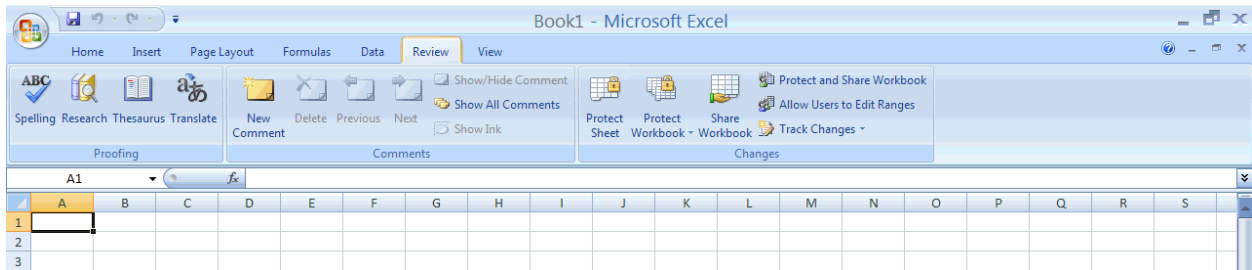 Book1 - Microsoft Excel
Home Insert Page Layout Formulas Data Review View
ABC
Spelling Research Thesaurus Translate
New Comment
Delete Previous Next
Show/Hide Comment
Show All Comments
Show Ink
Protect Sheet
Protect Workbook
Share Workbook
Protect and Share Workbook
Allow Users to Edit Ranges
Track Changes
Proofing Comments Changes
A1 fx
A B C D E F G H I J K L M N O P Q R S
1
2
3